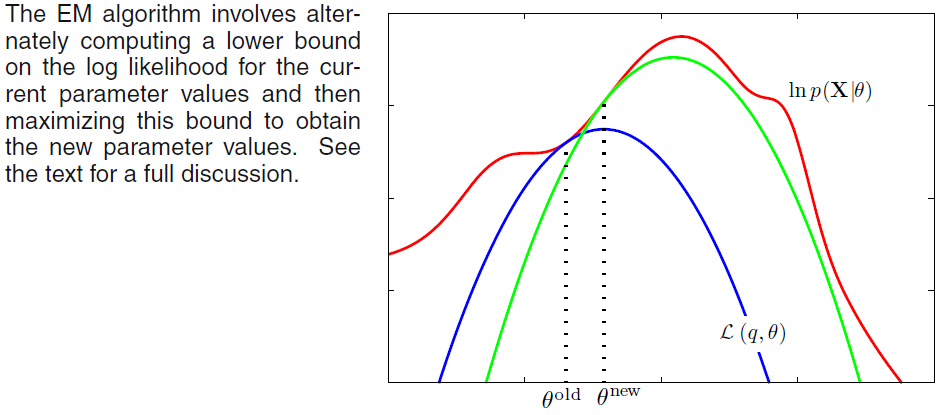 The EM algorithm involves alter-
nately computing a lower bound
on the log likelihood for the cur-
rent parameter values and then
maximizing this bound to obtain
the new parameter values. See
the text for a full discussion.
ln p(X|θ)
ℒ (q, θ)
θ^old θ^new